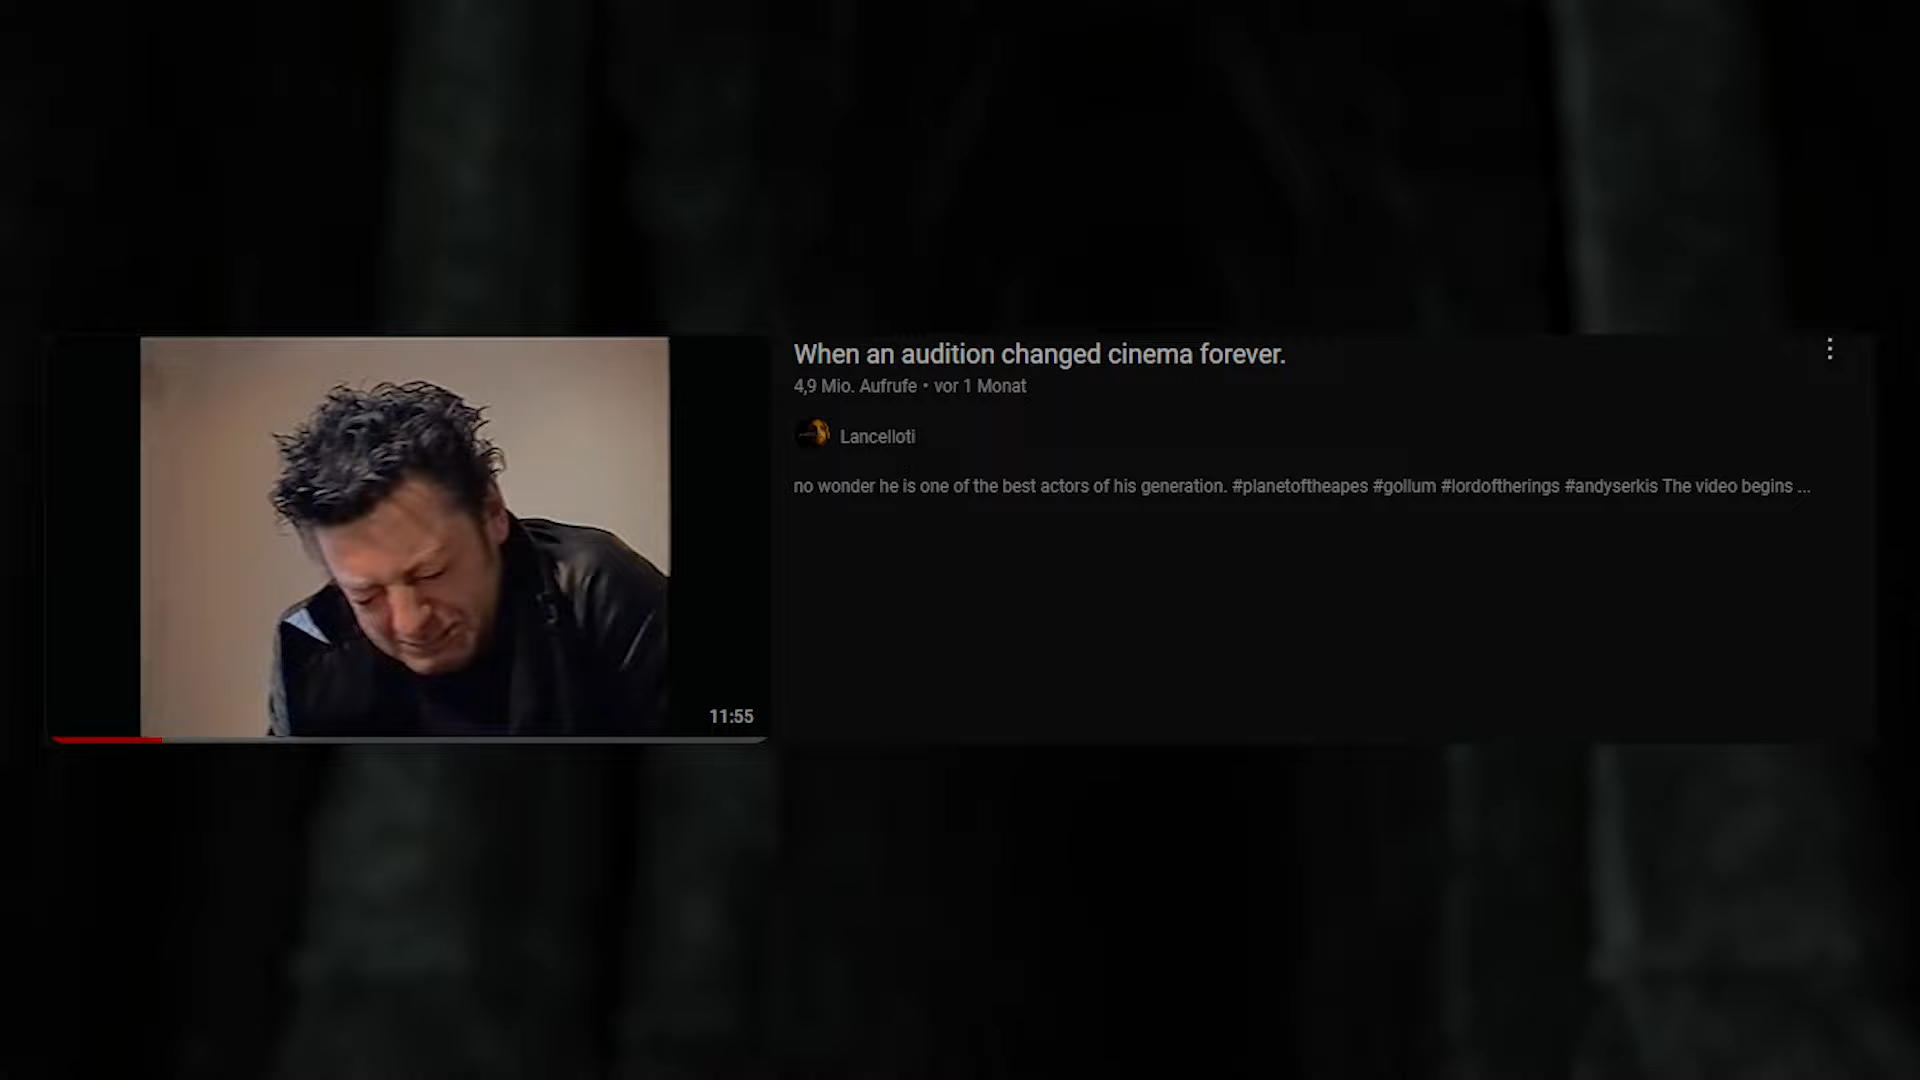 When an audition changed cinema forever.
4,9 Mio. Aufrufe • vor 1 Monat
Lancelloti
no wonder he is one of the best actors of his generation. #planetoftheapes #gollum #lordoftherings #andyserkis The video begins ...
11:55